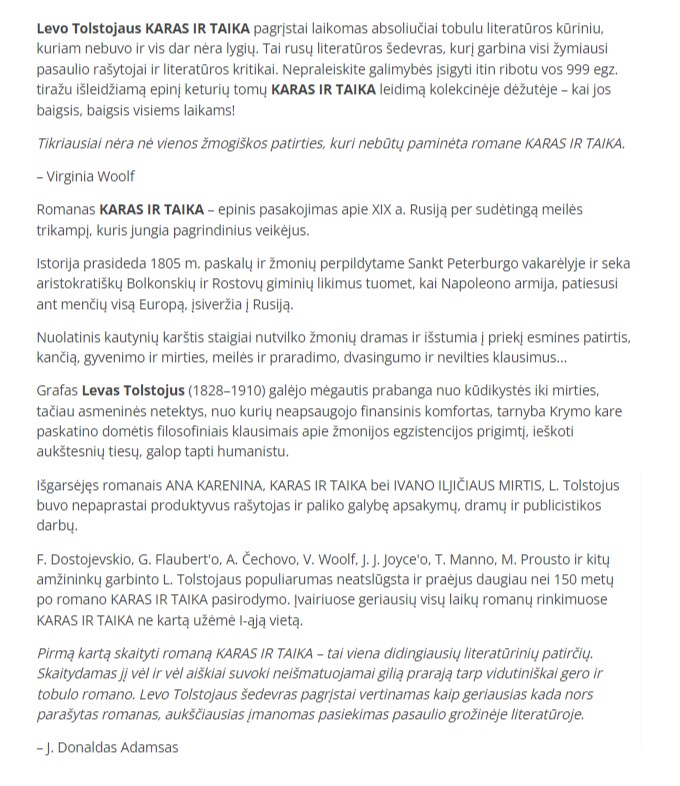 Levo Tolstojaus KARAS IR TAIKA pagrįstai laikomas absoliučiai tobulu literatūros kūriniu,
kuriam nebuvo ir vis dar nėra lygių. Tai rusų literatūros šedevras, kurį garbina visi žymiausi
pasaulio rašytojai ir literatūros kritikai. Nepraleiskite galimybės įsigyti itin ribotu vos 999 egz.
tiražu išleidžiamą epinį keturių tomų KARAS IR TAIKA leidimą kolekcinėje dėžutėje – kai jos
baigsis, baigsis visiems laikams!
Tikriausiai nėra nė vienos žmogiškos patirties, kuri nebūtų paminėta romane KARAS IR TAIKA.
– Virginia Woolf
Romanas KARAS IR TAIKA – epinis pasakojimas apie XIX a. Rusiją per sudėtingą meilės
trikampį, kuris jungia pagrindinius veikėjus.
Istorija prasideda 1805 m. paskalų ir žmonių perpildytame Sankt Peterburgo vakarėlyje ir seka
aristokratiškų Bolkonskių ir Rostovų giminių likimus tuomet, kai Napoleono armija, patiesusi
ant menčių visą Europą, įsiveržia į Rusiją.
Nuolatinis kautynių karštis staigiai nutvilko žmonių dramas ir išstumia į priekį esmines patirtis,
kančią, gyvenimo ir mirties, meilės ir praradimo, dvasingumo ir nevilties klausimus...
Grafas Levas Tolstojus (1828–1910) galėjo mėgautis prabanga nuo kūdikystės iki mirties,
tačiau asmeninės netektys, nuo kurių neapsaugojo finansinis komfortas, tarnyba Krymo kare
paskatino domėtis filosofiniais klausimais apie žmonijos egzistencijos prigimtį, ieškoti
aukštesnių tiesų, galop tapti humanistu.
Išgarsėjęs romanais ANA KARENINA, KARAS IR TAIKA bei IVANO ILJIČIAUS MIRTIS, L. Tolstojus
buvo nepaprastai produktyvus rašytojas ir paliko galybę apsakymų, dramų ir publicistikos
darbų.
F. Dostojevskio, G. Flaubert'o, A. Čechovo, V. Woolf, J. J. Joyce'o, T. Manno, M. Prousto ir kitų
amžininkų garbinto L. Tolstojaus populiarumas neatslūgsta ir praėjus daugiau nei 150 metų
po romano KARAS IR TAIKA pasirodymo. Įvairiuose geriausių visų laikų romanų rinkimuose
KARAS IR TAIKA ne kartą užėmė I-ąją vietą.
Pirmą kartą skaityti romaną KARAS IR TAIKA – tai viena didingiausių literatūrinių patirčių.
Skaitydamas jį vėl ir vėl aiškiai suvoki neišmatuojamai gilią prarają tarp vidutiniškai gero ir
tobulo romano. Levo Tolstojaus šedevras pagrįstai vertinamas kaip geriausias kada nors
parašytas romanas, aukščiausias įmanomas pasiekimas pasaulio grožinėje literatūroje.
– J. Donaldas Adamsas